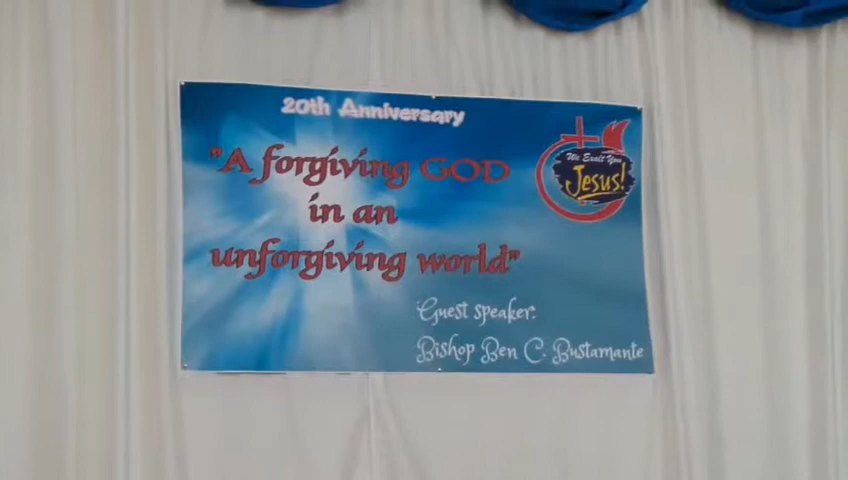 20th Anniversary
"A forgiving GOD
in an
unforgiving world"
We Exalt You
Jesus!
Guest speaker:
Bishop Ben C. Bustamante